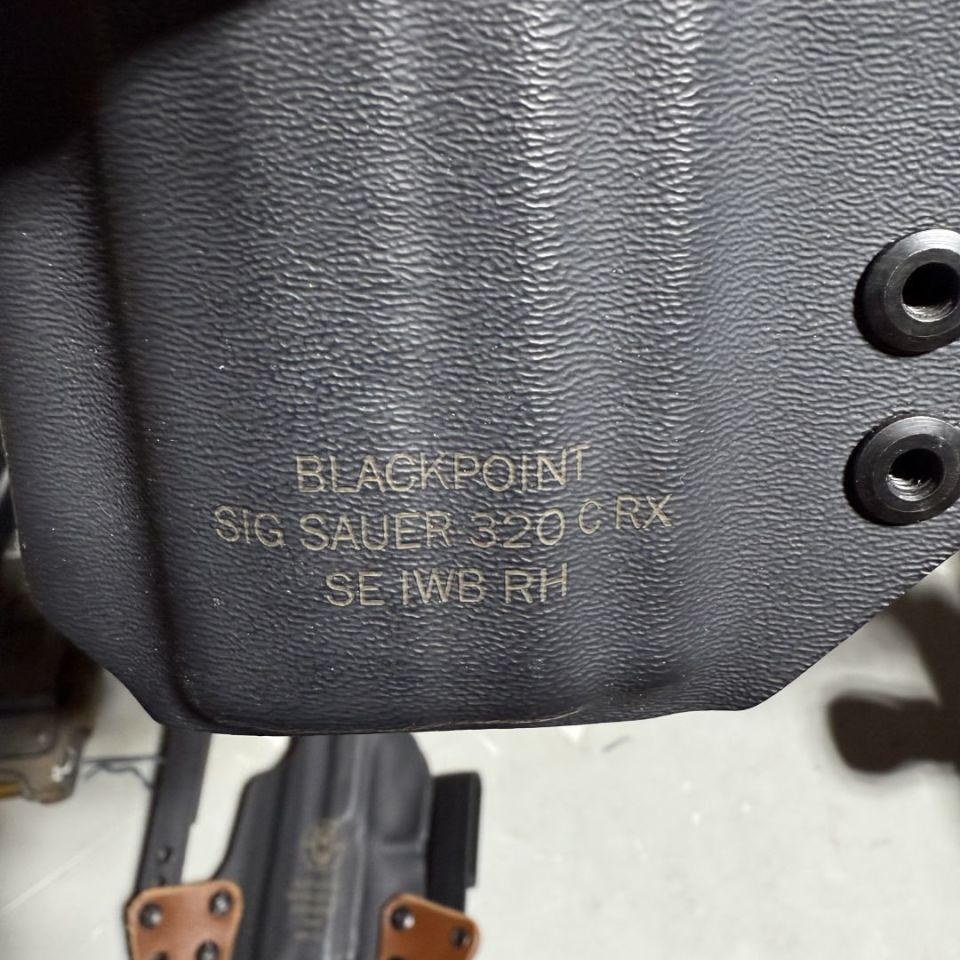 BLACKPOINT
SIG SAUER 320 C RX
SE IWB RH